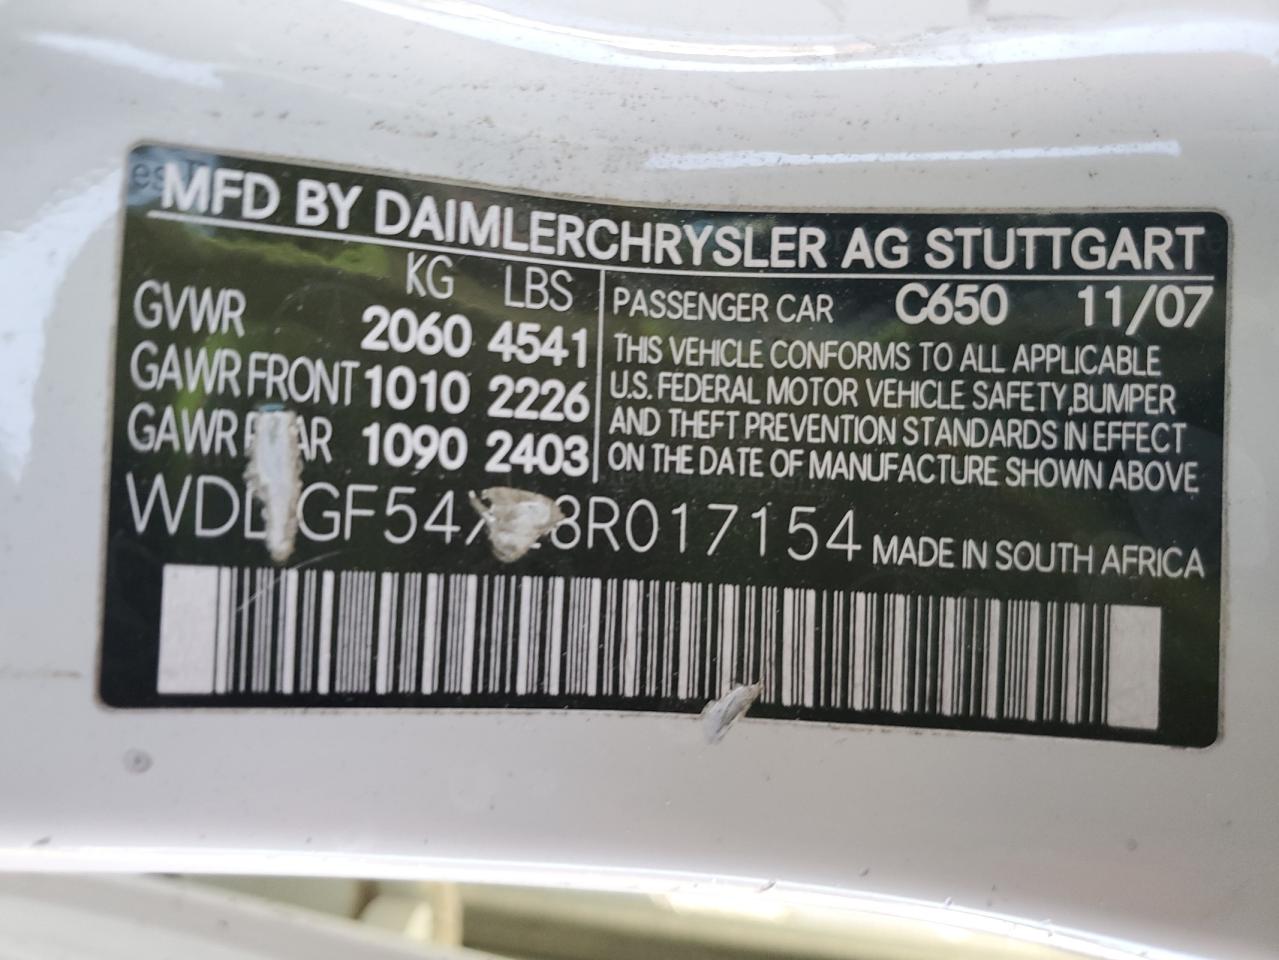 MFD BY DAIMLERCHRYSLER AG STUTTGART
KG LBS
GVWR 2060 4541
GAWR FRONT 1010 2226
GAWR 1090 2403
PASSENGER CAR C650 11/07
THIS VEHICLE CONFORMS TO ALL APPLICABLE
U.S. FEDERAL MOTOR VEHICLE SAFETY,BUMPER
AND THEFT PREVENTION STANDARDS IN EFFECT
ON THE DATE OF MANUFACTURE SHOWN ABOVE
MADE IN SOUTH AFRICA